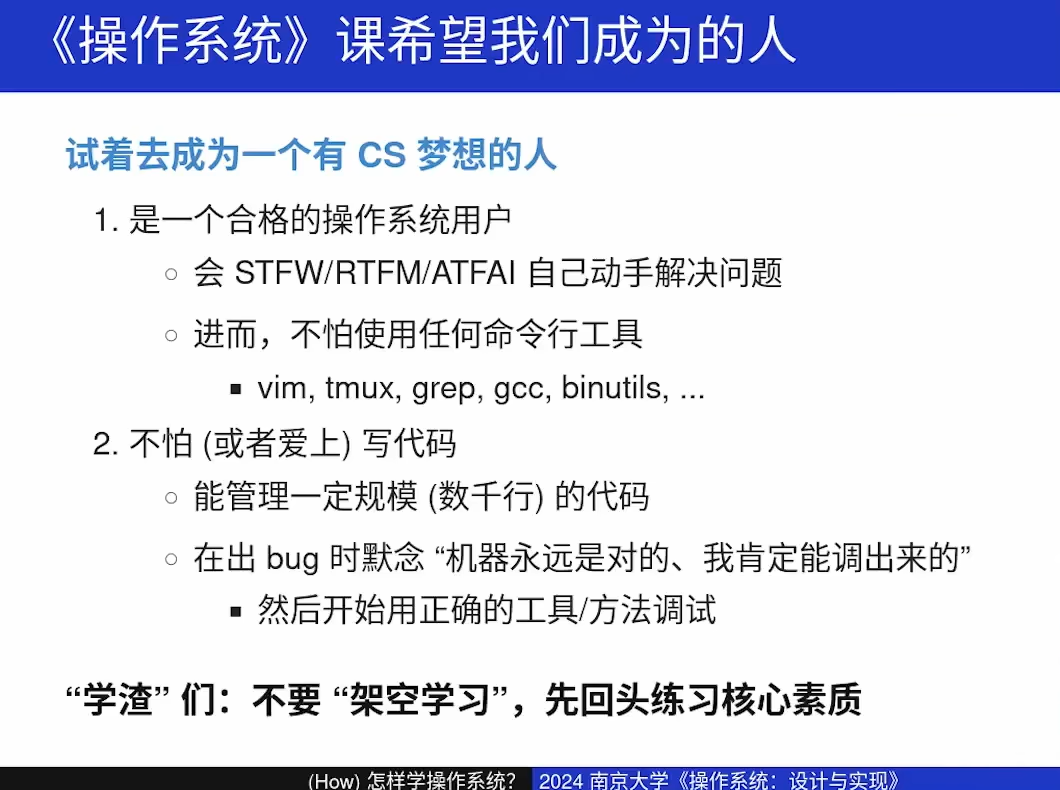 《操作系统》课希望我们成为的人
试着去成为一个有 CS 梦想的人
1. 是一个合格的操作系统用户
○ 会 STFW/RTFM/ATFAI 自己动手解决问题
○ 进而，不怕使用任何命令行工具
▪ vim, tmux, grep, gcc, binutils, ...
2. 不怕 (或者爱上) 写代码
○ 能管理一定规模 (数千行) 的代码
○ 在出 bug 时默念 “机器永远是对的、我肯定能调出来的”
▪ 然后开始用正确的工具/方法调试
“学渣” 们：不要 “架空学习”，先回头练习核心素质
(How) 怎样学操作系统？ 2024 南京大学《操作系统：设计与实现》